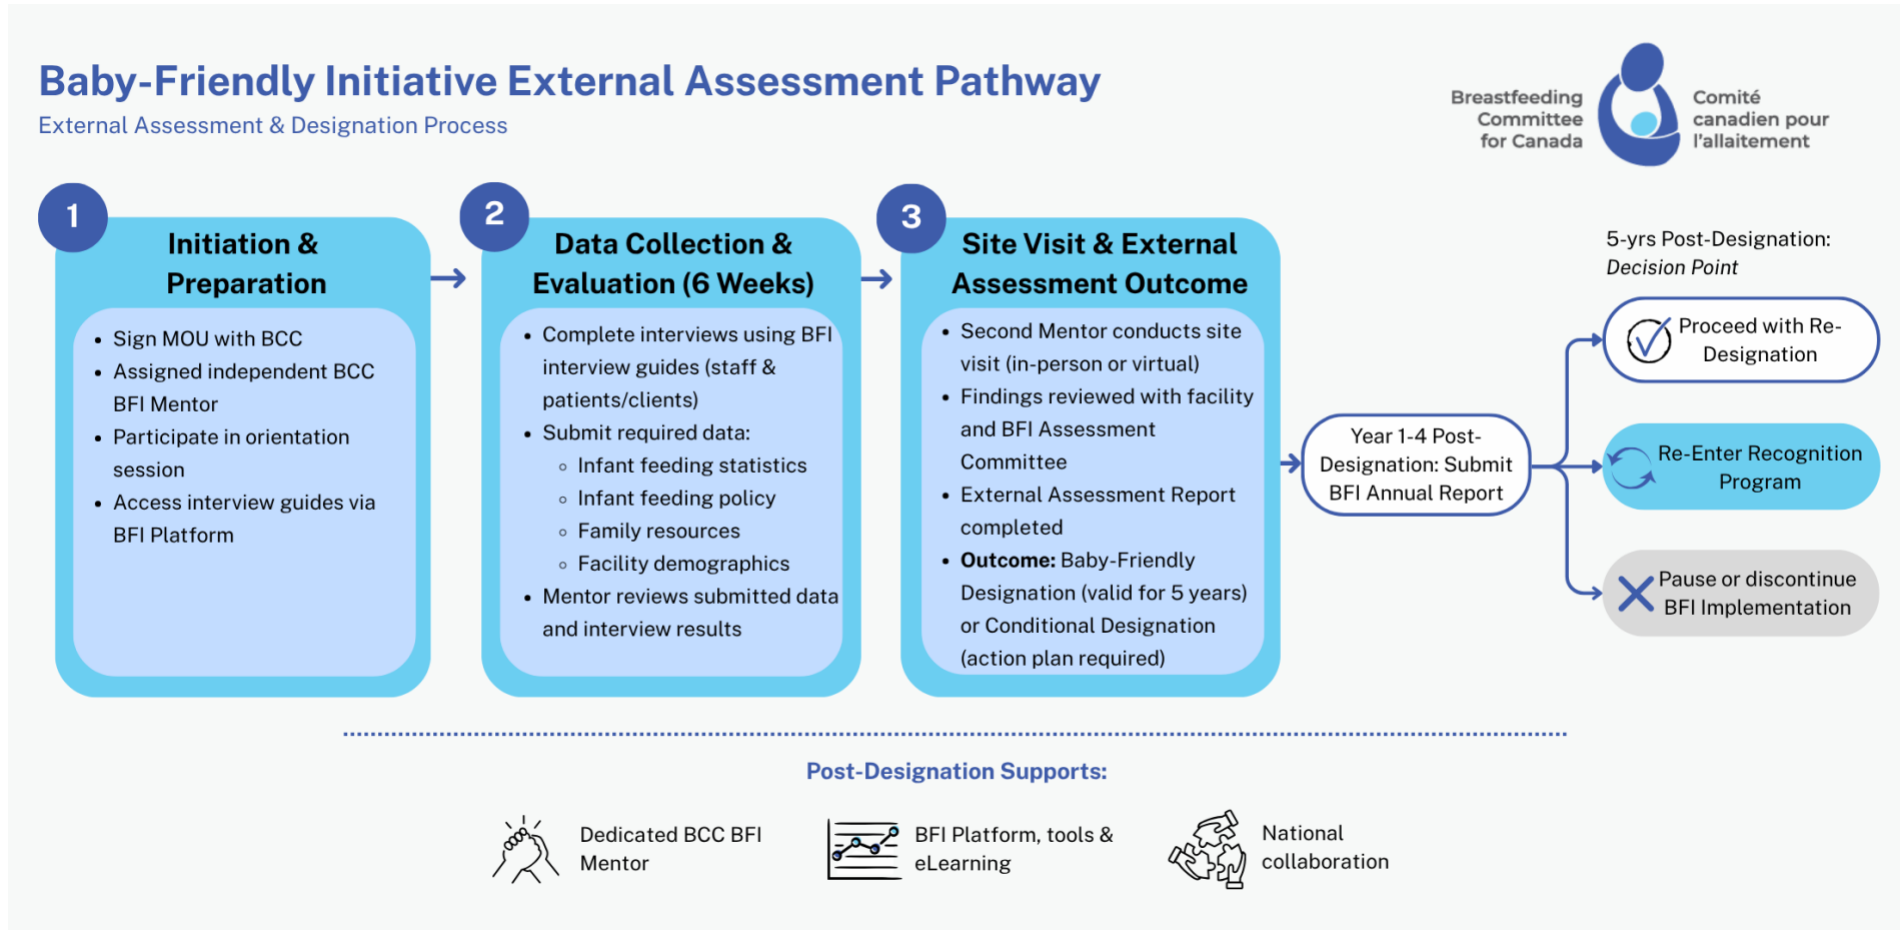 Baby-Friendly Initiative External Assessment Pathway
External Assessment & Designation Process
Breastfeeding
Committee
for Canada
Comité
canadien pour
l'allaitement
1
Initiation &
Preparation
• Sign MOU with BCC
• Assigned independent BCC
BFI Mentor
• Participate in orientation
session
• Access interview guides via
BFI Platform
2
Data Collection &
Evaluation (6 Weeks)
• Complete interviews using BFI
interview guides (staff &
patients/clients)
• Submit required data:
◦ Infant feeding statistics
◦ Infant feeding policy
◦ Family resources
◦ Facility demographics
• Mentor reviews submitted data
and interview results
3
Site Visit & External
Assessment Outcome
• Second Mentor conducts site
visit (in-person or virtual)
• Findings reviewed with facility
and BFI Assessment
Committee
• External Assessment Report
completed
• Outcome: Baby-Friendly
Designation (valid for 5 years)
or Conditional Designation
(action plan required)
Year 1-4 Post-
Designation: Submit
BFI Annual Report
5-yrs Post-Designation:
Decision Point
Proceed with Re-
Designation
Re-Enter Recognition
Program
Pause or discontinue
BFI Implementation
Post-Designation Supports:
Dedicated BCC BFI
Mentor
BFI Platform, tools &
eLearning
National
collaboration